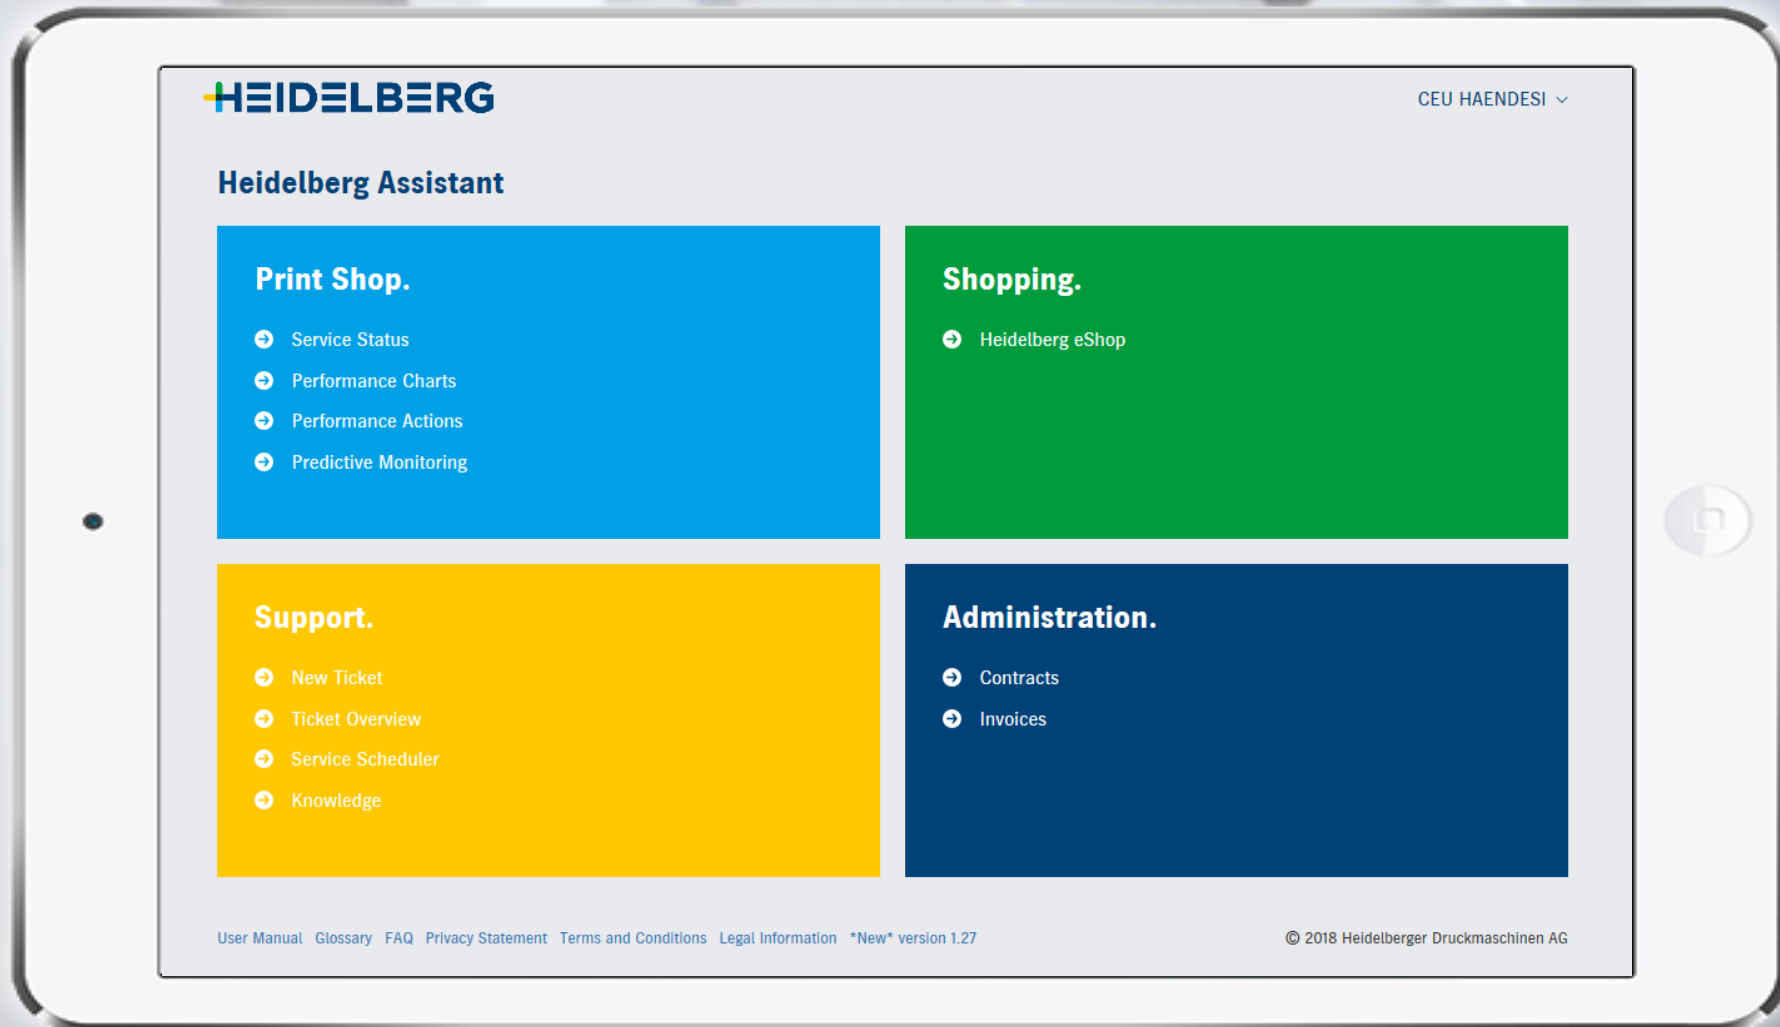 HEIDELBERG
CEU HAENDESI
Heidelberg Assistant
Print Shop.
Service Status
Performance Charts
Performance Actions
Predictive Monitoring
Shopping.
Heidelberg eShop
Support.
New Ticket
Ticket Overview
Service Scheduler
Knowledge
Administration.
Contracts
Invoices
User Manual Glossary FAQ Privacy Statement Terms and Conditions Legal Information *New* version 1.27
© 2018 Heidelberger Druckmaschinen AG